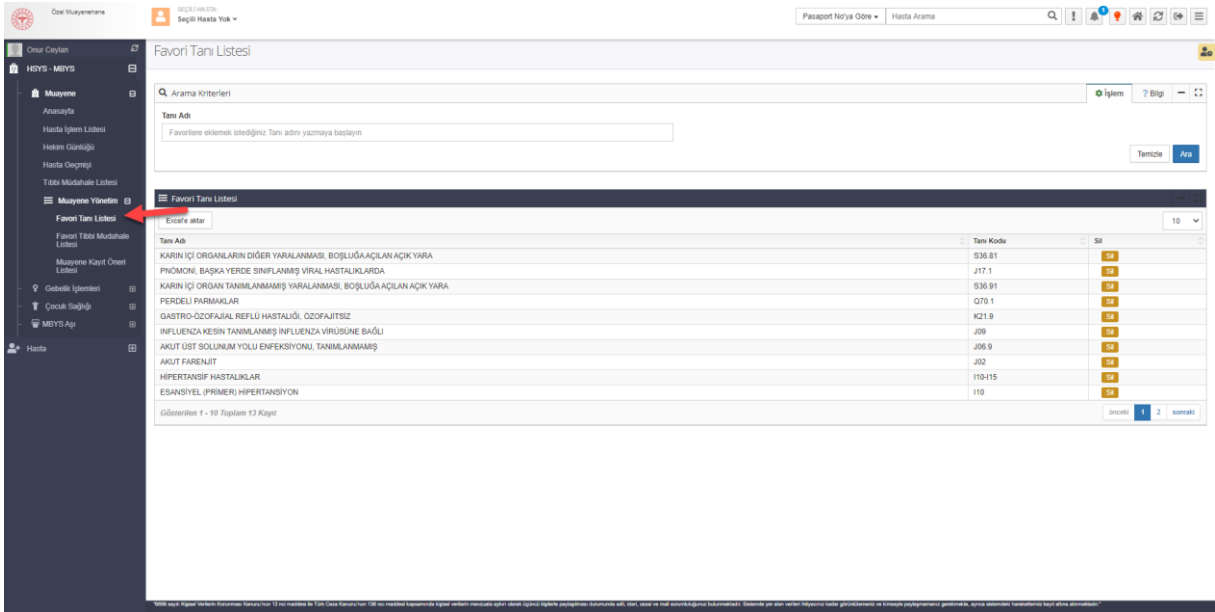 Özel Muayenehane
SEÇİLİ HASTA:
Seçili Hasta Yok
Pasaport No'ya Göre
Hasta Arama
1
Onur Ceylan
HSYS - MBYS
Muayene
Anasayfa
Hasta İşlem Listesi
Hekim Günlüğü
Hasta Geçmişi
Tıbbi Müdahale Listesi
Muayene Yönetim
Favori Tanı Listesi
Favori Tıbbi Mudahale
Listesi
Muayene Kayıt Öneri
Listesi
Gebelik İşlemleri
Çocuk Sağlığı
MBYS Aşı
Hasta
Favori Tanı Listesi
Arama Kriterleri
İşlem
? Bilgi
Tanı Adı
Favorilere eklemek istediğiniz Tanı adını yazmaya başlayın
Temizle
Ara
Favori Tanı Listesi
Excel'e aktar
10
Tanı Adı Tanı Kodu Sil
KARIN İÇİ ORGANLARIN DİĞER YARALANMASI, BOŞLUĞA AÇILAN AÇIK YARA S36.81 Sil
PNÖMONİ, BAŞKA YERDE SINIFLANMIŞ VİRAL HASTALIKLARDA J17.1 Sil
KARIN İÇİ ORGAN TANIMLANMAMIŞ YARALANMASI, BOŞLUĞA AÇILAN AÇIK YARA S36.91 Sil
PERDELİ PARMAKLAR Q70.1 Sil
GASTRO-ÖZOFAJİAL REFLÜ HASTALIĞI, ÖZOFAJİTSİZ K21.9 Sil
INFLUENZA KESİN TANIMLANMIŞ İNFLUENZA VİRÜSÜNE BAĞLI J09 Sil
AKUT ÜST SOLUNUM YOLU ENFEKSİYONU, TANIMLANMAMIŞ J06.9 Sil
AKUT FARENJİT J02 Sil
HİPERTANSİF HASTALIKLAR I10-I15 Sil
ESANSİYEL (PRİMER) HİPERTANSİYON I10 Sil
Gösterilen 1 - 10 Toplam 13 Kayıt
önceki 1 2 sonraki